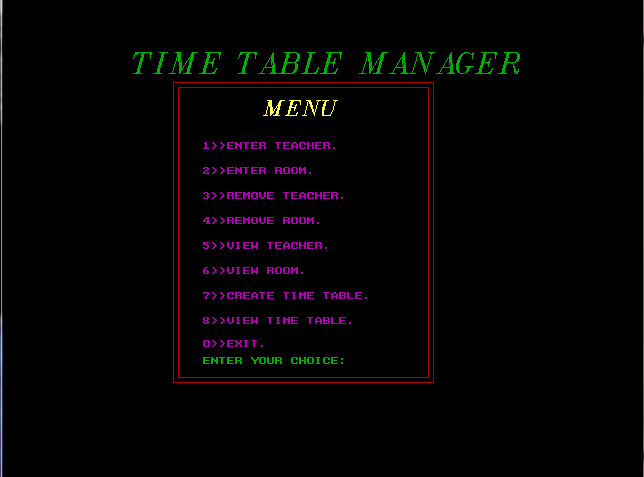 TIME TABLE MANAGER
MENU
1>>ENTER TEACHER.
2>>ENTER ROOM.
3>>REMOVE TEACHER.
4>>REMOVE ROOM.
5>>VIEW TEACHER.
6>>VIEW ROOM.
7>>CREATE TIME TABLE.
8>>VIEW TIME TABLE.
0>>EXIT.
ENTER YOUR CHOICE: